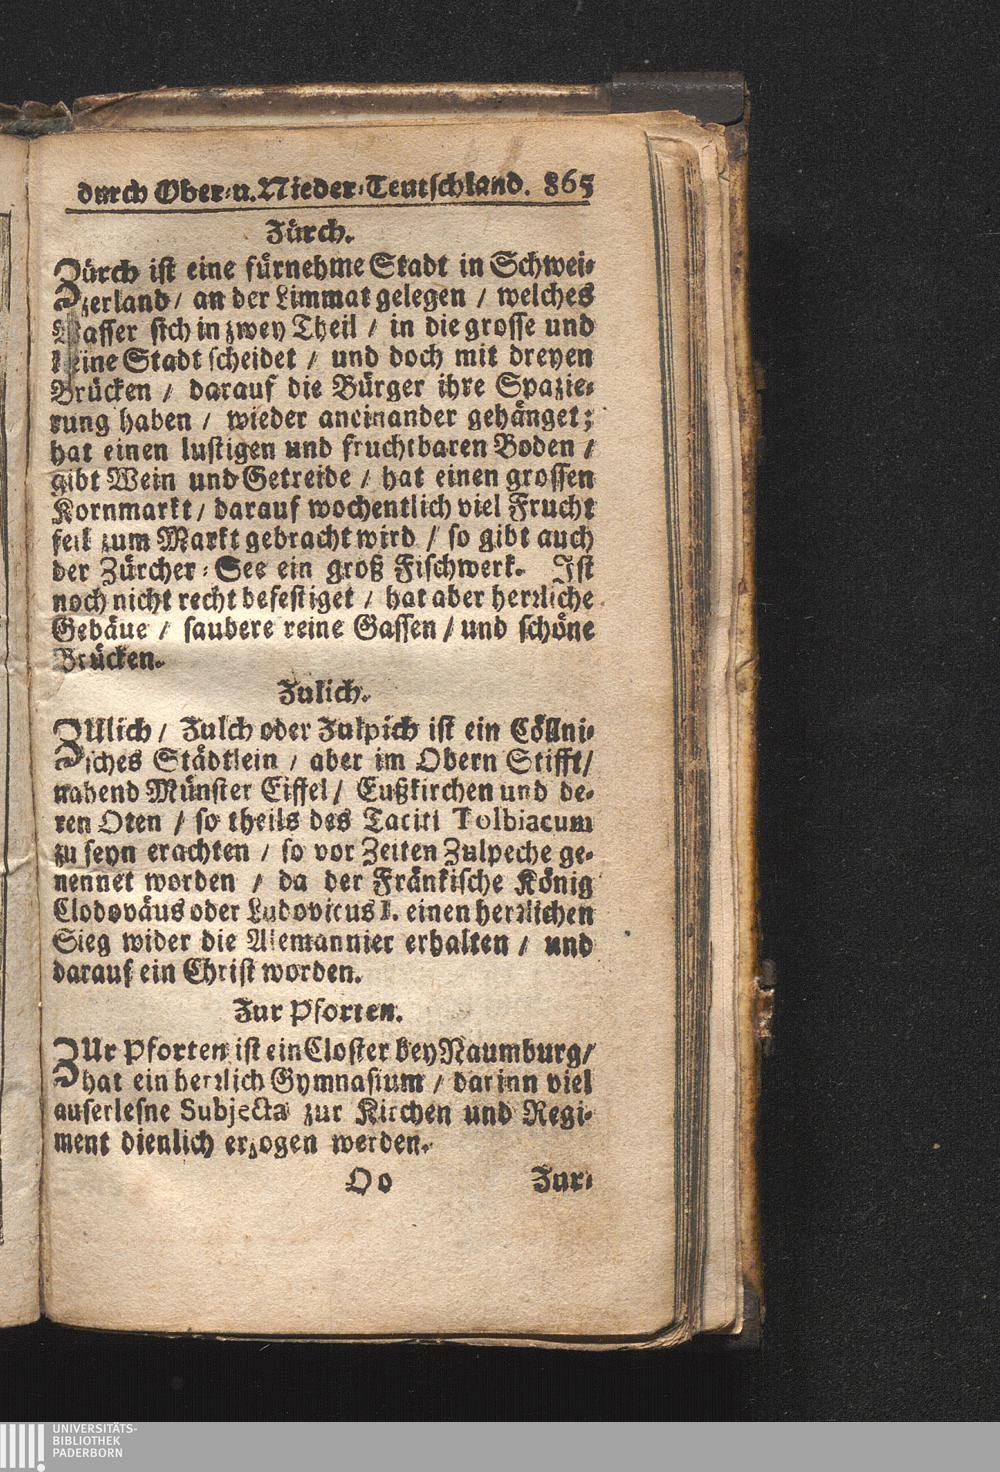 durch Ober-u. Nieder-Teutschland. 865
Zürch.
Zürch ist eine fürnehme Stadt in Schwei-
zerland / an der Limmat gelegen / welches
Wasser sich in zwey Theil / in die grosse und
kleine Stadt scheidet / und doch mit dreyen
Brücken / darauf die Bürger ihre Spazie-
rung haben / wieder aneinander gehänget;
hat einen lustigen und fruchtbaren Boden /
gibt Wein und Getreide / hat einen grossen
Kornmarkt / darauf wochentlich viel Frucht
feil zum Markt gebracht wird / so gibt auch
der Zürcher-See ein groß Fischwerk. Ist
noch nicht recht befestiget / hat aber herrliche
Gebäue / saubere reine Gassen / und schöne
Brücken.
Zulich.
ZUlich / Zulch oder Zulpich ist ein Cöllni-
sches Städtlein / aber im Obern Stifft /
nahend Münster Eiffel / Eußkirchen und de-
ren Oten / so theils des Taciti Tolbiacum
zu seyn erachten / so vor Zeiten Zulpeche ge-
nennet worden / da der Fränkische König
Clodoväus oder Ludovicus I. einen herrlichen
Sieg wider die Alemannier erhalten / und
darauf ein Christ worden.
Zur Pforten.
ZUr Pforten ist ein Closter bey Naumburg /
hat ein herrlich Gymnasium / darinn viel
auserlesne Subjecta zur Kirchen und Regi-
ment dienlich erzogen werden.
Oo Zur-
UNIVERSITÄTS-
BIBLIOTHEK
PADERBORN